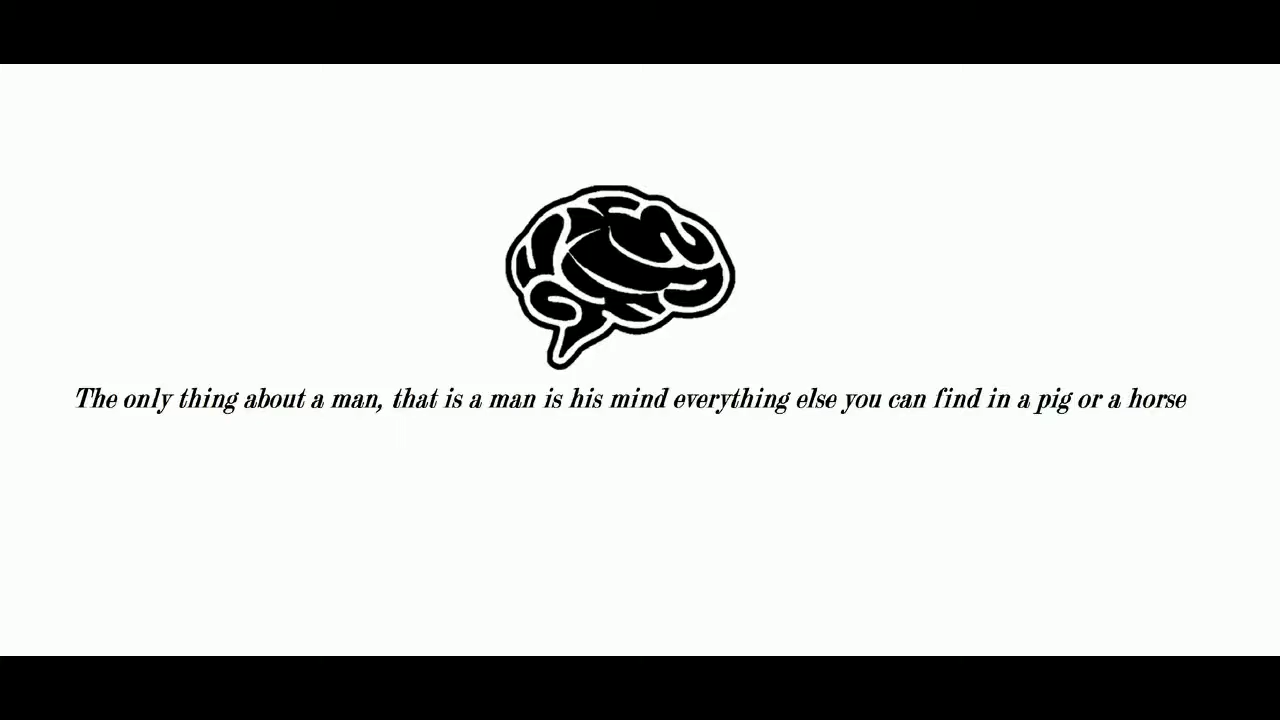 The only thing about a man, that is a man is his mind everything else you can find in a pig or a horse